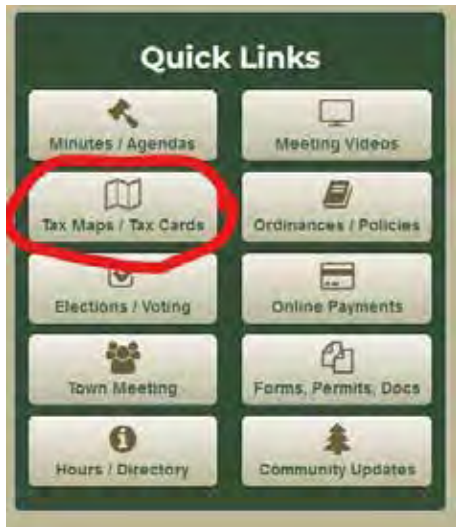 Quick Links
Minutes / Agendas
Meeting Videos
Tax Maps / Tax Cards
Ordinances / Policies
Elections / Voting
Online Payments
Town Meeting
Forms, Permits, Docs
Hours / Directory
Community Updates